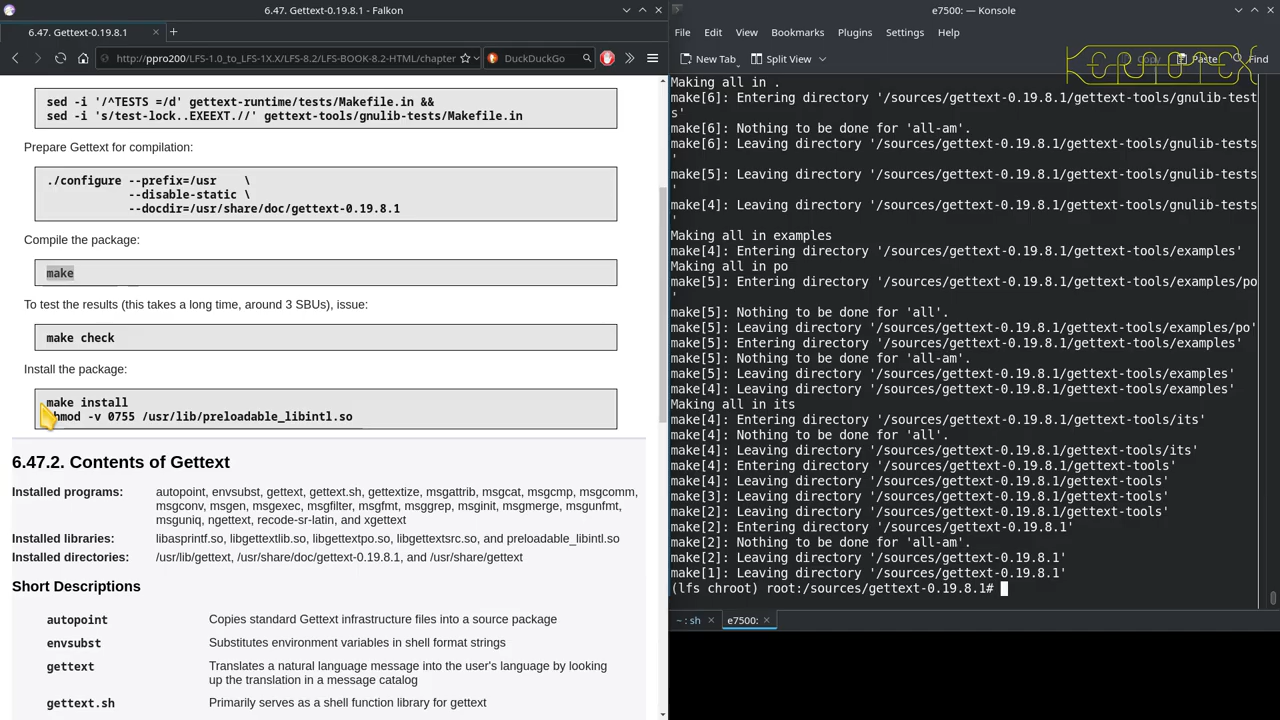 6.47. Gettext-0.19.8.1 - Falkon
6.47. Gettext-0.19.8.1
http://ppro200/LFS-1.0_to_LFS-1X.X/LFS-8.2/LFS-BOOK-8.2-HTML/chapter
DuckDuckGo
sed -i '/^TESTS =/d' gettext-runtime/tests/Makefile.in &&
sed -i 's/test-lock..EXEEXT.//' gettext-tools/gnulib-tests/Makefile.in
Prepare Gettext for compilation:
./configure --prefix=/usr    \
--disable-static \
--docdir=/usr/share/doc/gettext-0.19.8.1
Compile the package:
make
To test the results (this takes a long time, around 3 SBUs), issue:
make check
Install the package:
make install
chmod -v 0755 /usr/lib/preloadable_libintl.so
6.47.2. Contents of Gettext
Installed programs: autopoint, envsubst, gettext, gettext.sh, gettextize, msgattrib, msgcat, msgcmp, msgcomm,
msgconv, msgen, msgexec, msgfilter, msgfmt, msggrep, msginit, msgmerge, msgunfmt,
msguniq, ngettext, recode-sr-latin, and xgettext
Installed libraries: libasprintf.so, libgettextlib.so, libgettextpo.so, libgettextsrc.so, and preloadable_libintl.so
Installed directories: /usr/lib/gettext, /usr/share/doc/gettext-0.19.8.1, and /usr/share/gettext
Short Descriptions
autopoint Copies standard Gettext infrastructure files into a source package
envsubst Substitutes environment variables in shell format strings
gettext Translates a natural language message into the user's language by looking
up the translation in a message catalog
gettext.sh Primarily serves as a shell function library for gettext
e7500: — Konsole
File Edit View Bookmarks Plugins Settings Help
New Tab Split View Copy Paste Find
Making all in .
make[6]: Entering directory '/sources/gettext-0.19.8.1/gettext-tools/gnulib-test
s'
make[6]: Nothing to be done for 'all-am'.
make[6]: Leaving directory '/sources/gettext-0.19.8.1/gettext-tools/gnulib-tests
'
make[5]: Leaving directory '/sources/gettext-0.19.8.1/gettext-tools/gnulib-tests
'
make[4]: Leaving directory '/sources/gettext-0.19.8.1/gettext-tools/gnulib-tests
'
Making all in examples
make[4]: Entering directory '/sources/gettext-0.19.8.1/gettext-tools/examples'
Making all in po
make[5]: Entering directory '/sources/gettext-0.19.8.1/gettext-tools/examples/po
'
make[5]: Nothing to be done for 'all'.
make[5]: Leaving directory '/sources/gettext-0.19.8.1/gettext-tools/examples/po'
make[5]: Entering directory '/sources/gettext-0.19.8.1/gettext-tools/examples'
make[5]: Nothing to be done for 'all-am'.
make[5]: Leaving directory '/sources/gettext-0.19.8.1/gettext-tools/examples'
make[4]: Leaving directory '/sources/gettext-0.19.8.1/gettext-tools/examples'
Making all in its
make[4]: Entering directory '/sources/gettext-0.19.8.1/gettext-tools/its'
make[4]: Nothing to be done for 'all'.
make[4]: Leaving directory '/sources/gettext-0.19.8.1/gettext-tools/its'
make[4]: Entering directory '/sources/gettext-0.19.8.1/gettext-tools'
make[4]: Leaving directory '/sources/gettext-0.19.8.1/gettext-tools'
make[3]: Leaving directory '/sources/gettext-0.19.8.1/gettext-tools'
make[2]: Leaving directory '/sources/gettext-0.19.8.1/gettext-tools'
make[2]: Entering directory '/sources/gettext-0.19.8.1'
make[2]: Nothing to be done for 'all-am'.
make[2]: Leaving directory '/sources/gettext-0.19.8.1'
make[1]: Leaving directory '/sources/gettext-0.19.8.1'
(lfs chroot) root:/sources/gettext-0.19.8.1#
~ : sh e7500: